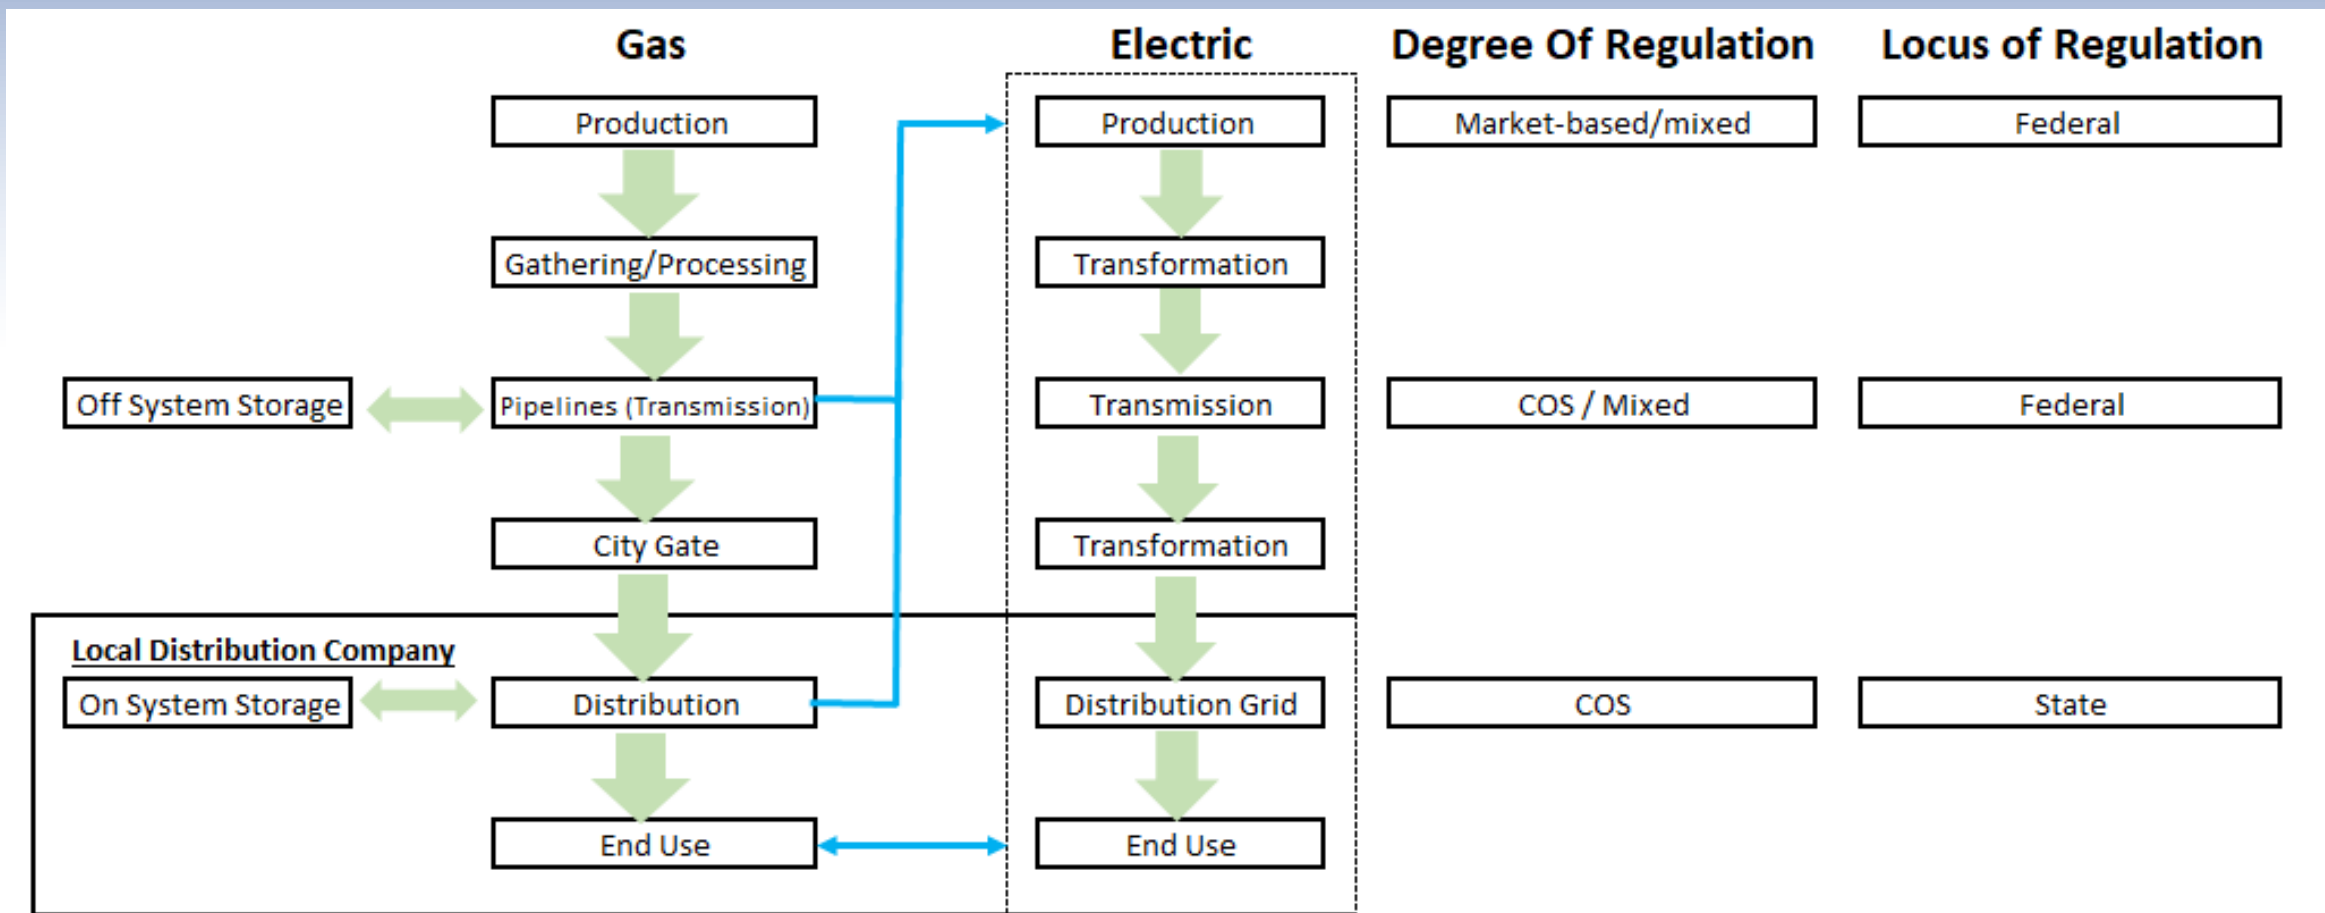 Gas
Electric
Degree Of Regulation
Locus of Regulation
Production
Production
Market-based/mixed
Federal
Gathering/Processing
Transformation
Off System Storage
Pipelines (Transmission)
Transmission
COS / Mixed
Federal
City Gate
Transformation
Local Distribution Company
On System Storage
Distribution
Distribution Grid
COS
State
End Use
End Use